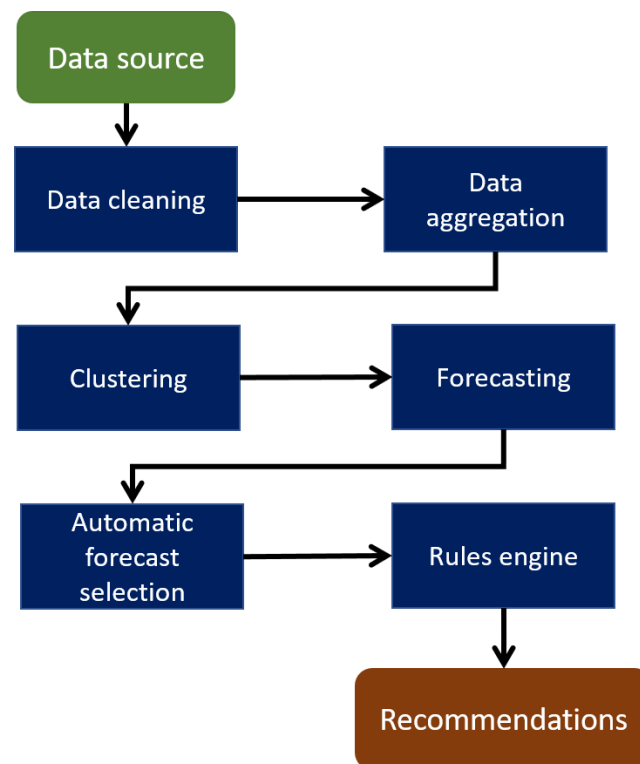 Data source
Data cleaning
Data
aggregation
Clustering
Forecasting
Automatic
forecast
selection
Rules engine
Recommendations